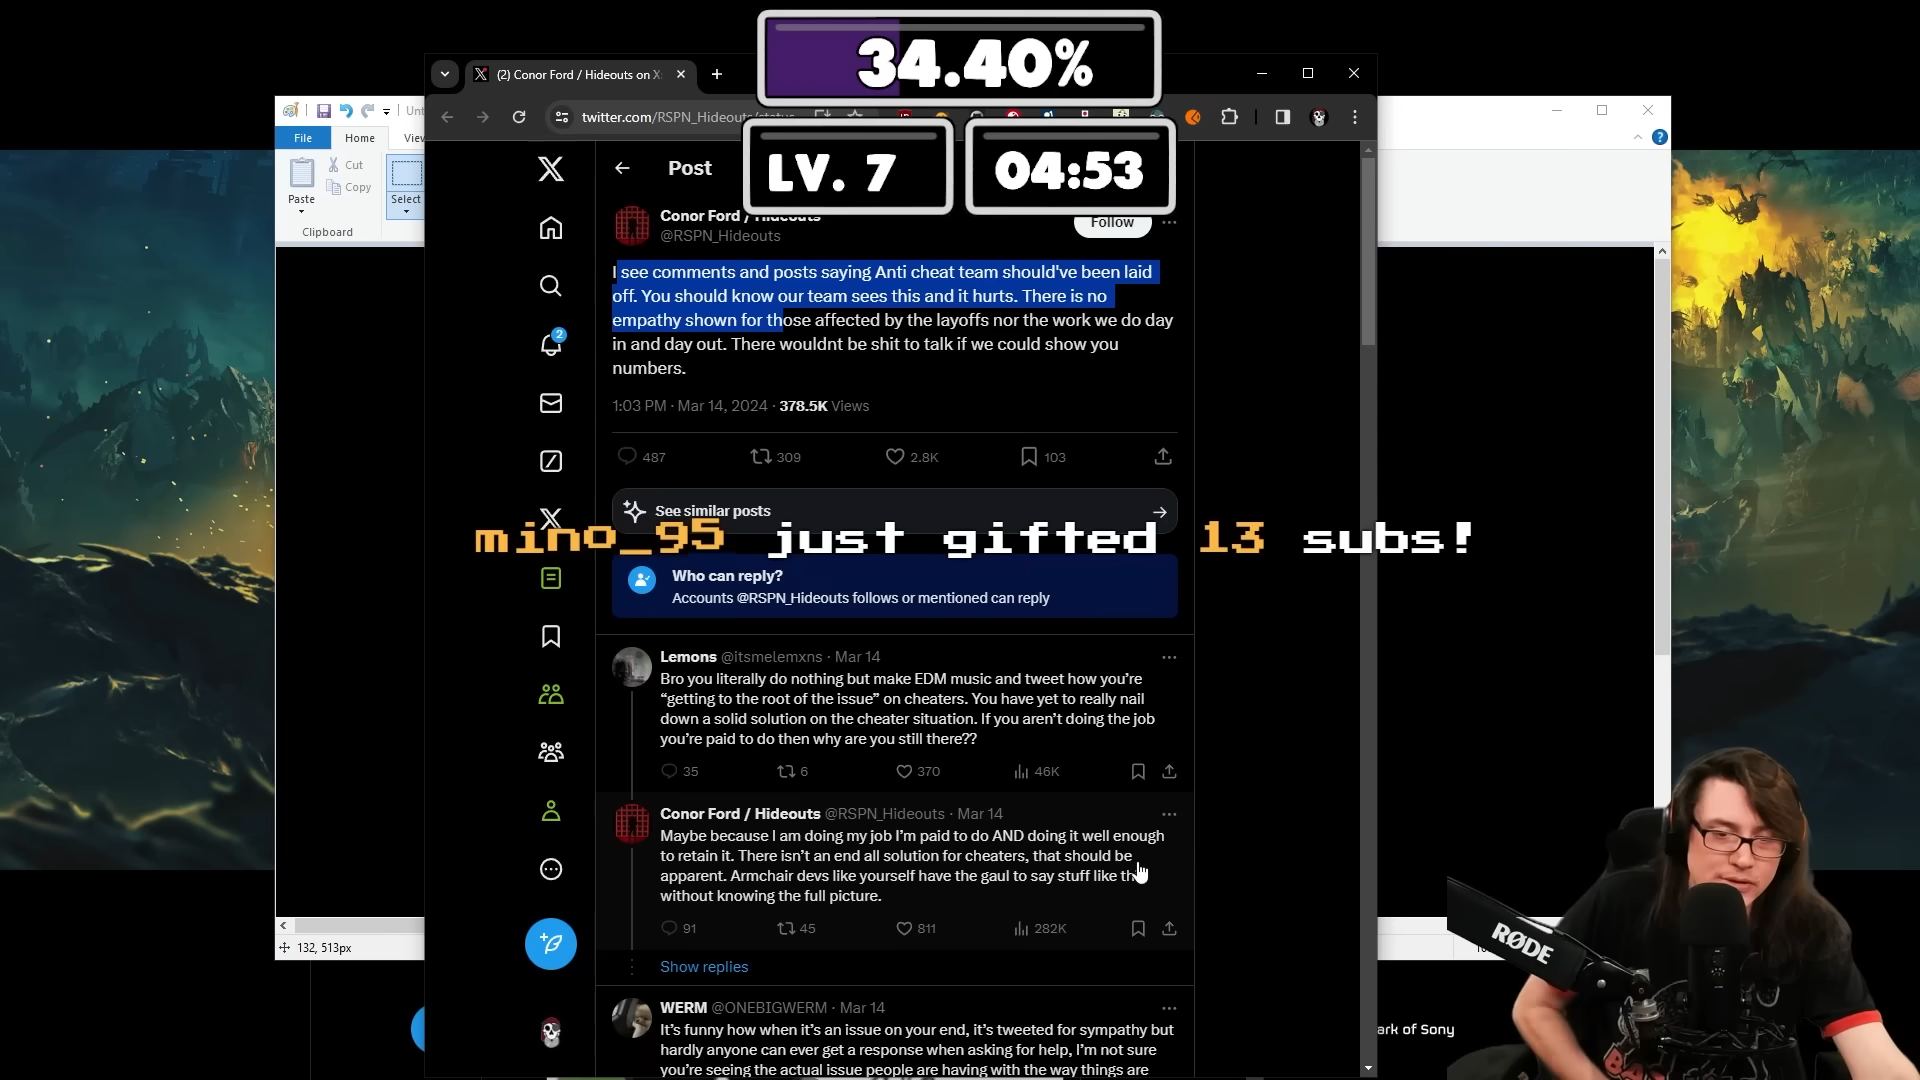 34.40%
(2) Conor Ford / Hideouts on X
File
Home
View
Cut
Copy
Paste
Select
Clipboard
twitter.com/RSPN_Hideouts/status
LV. 7
04:53
Post
Conor Ford / Hideouts
@RSPN_Hideouts
Follow
I see comments and posts saying Anti cheat team should've been laid
off. You should know our team sees this and it hurts. There is no
empathy shown for those affected by the layoffs nor the work we do day
in and day out. There wouldnt be shit to talk if we could show you
numbers.
1:03 PM · Mar 14, 2024 · 378.5K Views
487 309 2.8K 103
2
See similar posts
mino_95 just gifted 13 subs!
Who can reply?
Accounts @RSPN_Hideouts follows or mentioned can reply
Lemons @itsmelemxns · Mar 14
Bro you literally do nothing but make EDM music and tweet how you're
“getting to the root of the issue” on cheaters. You have yet to really nail
down a solid solution on the cheater situation. If you aren't doing the job
you're paid to do then why are you still there??
35 6 370 46K
Conor Ford / Hideouts @RSPN_Hideouts · Mar 14
Maybe because I am doing my job I'm paid to do AND doing it well enough
to retain it. There isn't an end all solution for cheaters, that should be
apparent. Armchair devs like yourself have the gaul to say stuff like th
without knowing the full picture.
91 45 811 282K
Show replies
WERM @ONEBIGWERM · Mar 14
It's funny how when it's an issue on your end, it's tweeted for sympathy but
hardly anyone can ever get a response when asking for help, I'm not sure
you're seeing the actual issue people are having with the way things are
132, 513px
RØDE
ark of Sony